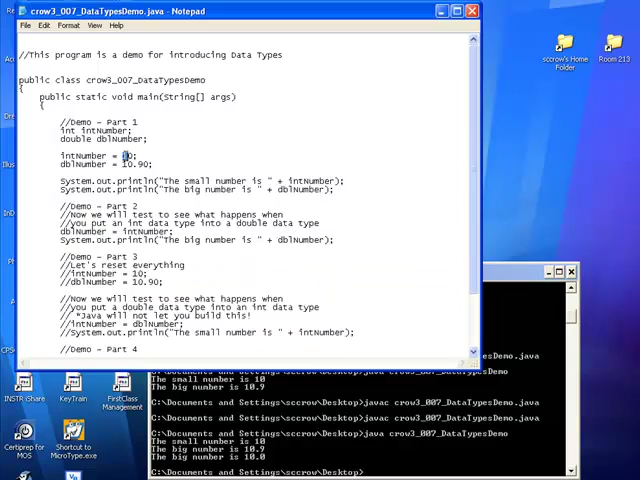 crow3_007_DataTypesDemo.java - Notepad
File Edit Format View Help
//This program is a demo for introducing Data Types
public class crow3_007_DataTypesDemo
{
public static void main(String[] args)
{
//Demo - Part 1
int intNumber;
double dblNumber;
intNumber = 10;
dblNumber = 10.90;
System.out.println("The small number is " + intNumber);
System.out.println("The big number is " + dblNumber);
//Demo - Part 2
//Now we will test to see what happens when
//you put an int data type into a double data type
dblNumber = intNumber;
System.out.println("The big number is " + dblNumber);
//Demo - Part 3
//Let's reset everything
//intNumber = 10;
//dblNumber = 10.90;
//Now we will test to see what happens when
//you put a double data type into an int data type
// *Java will not let you build this!
//intNumber = dblNumber;
//System.out.println("The small number is " + intNumber);
//Demo - Part 4
sccrow's Home Folder
Room 213
_007_DataTypesDemo.java
C:\Documents and Settings\sccrow\Desktop>java crow3_007_DataTypesDemo
The small number is 10
The big number is 10.9
C:\Documents and Settings\sccrow\Desktop>javac crow3_007_DataTypesDemo.java
C:\Documents and Settings\sccrow\Desktop>javac crow3_007_DataTypesDemo.java
C:\Documents and Settings\sccrow\Desktop>java crow3_007_DataTypesDemo
The small number is 10
The big number is 10.9
The big number is 10.0
C:\Documents and Settings\sccrow\Desktop>
INSTR iShare
KeyTrain
FirstClass Management
Certiprep for MOS
Shortcut to MicroType.exe